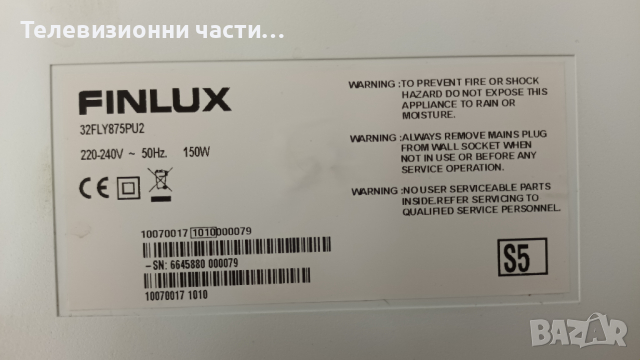 Телевизионни части...
FINLUX
32FLY875PU2
220-240V ~ 50Hz. 150W
CE
WARNING :TO PREVENT FIRE OR SHOCK
HAZARD DO NOT EXPOSE THIS
APPLIANCE TO RAIN OR
MOISTURE.
WARNING :ALWAYS REMOVE MAINS PLUG
FROM WALL SOCKET WHEN
NOT IN USE OR BEFORE ANY
SERVICE OPERATION.
WARNING :NO USER SERVICEABLE PARTS
INSIDE.REFER SERVICING TO
QUALIFIED SERVICE PERSONNEL.
10070017 1010000079
-SN: 6645880 000079
10070017 1010
S5
BAZAR